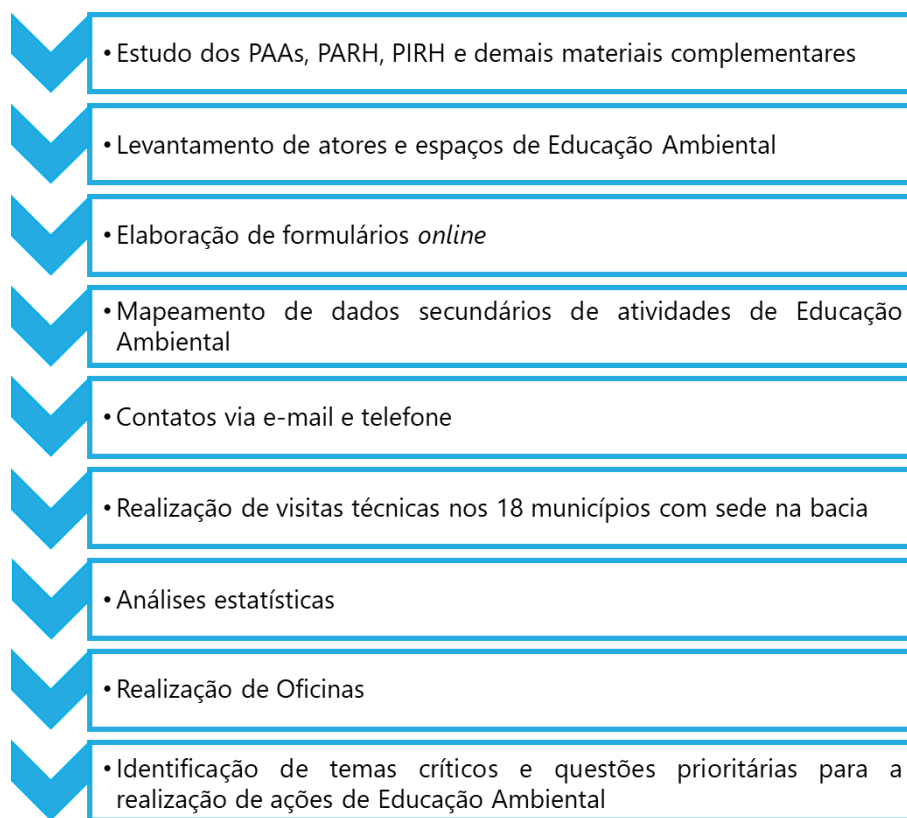 • Estudo dos PAAs, PARH, PIRH e demais materiais complementares
• Levantamento de atores e espaços de Educação Ambiental
• Elaboração de formulários online
• Mapeamento de dados secundários de atividades de Educação
Ambiental
• Contatos via e-mail e telefone
• Realização de visitas técnicas nos 18 municípios com sede na bacia
• Análises estatísticas
• Realização de Oficinas
• Identificação de temas críticos e questões prioritárias para a
realização de ações de Educação Ambiental